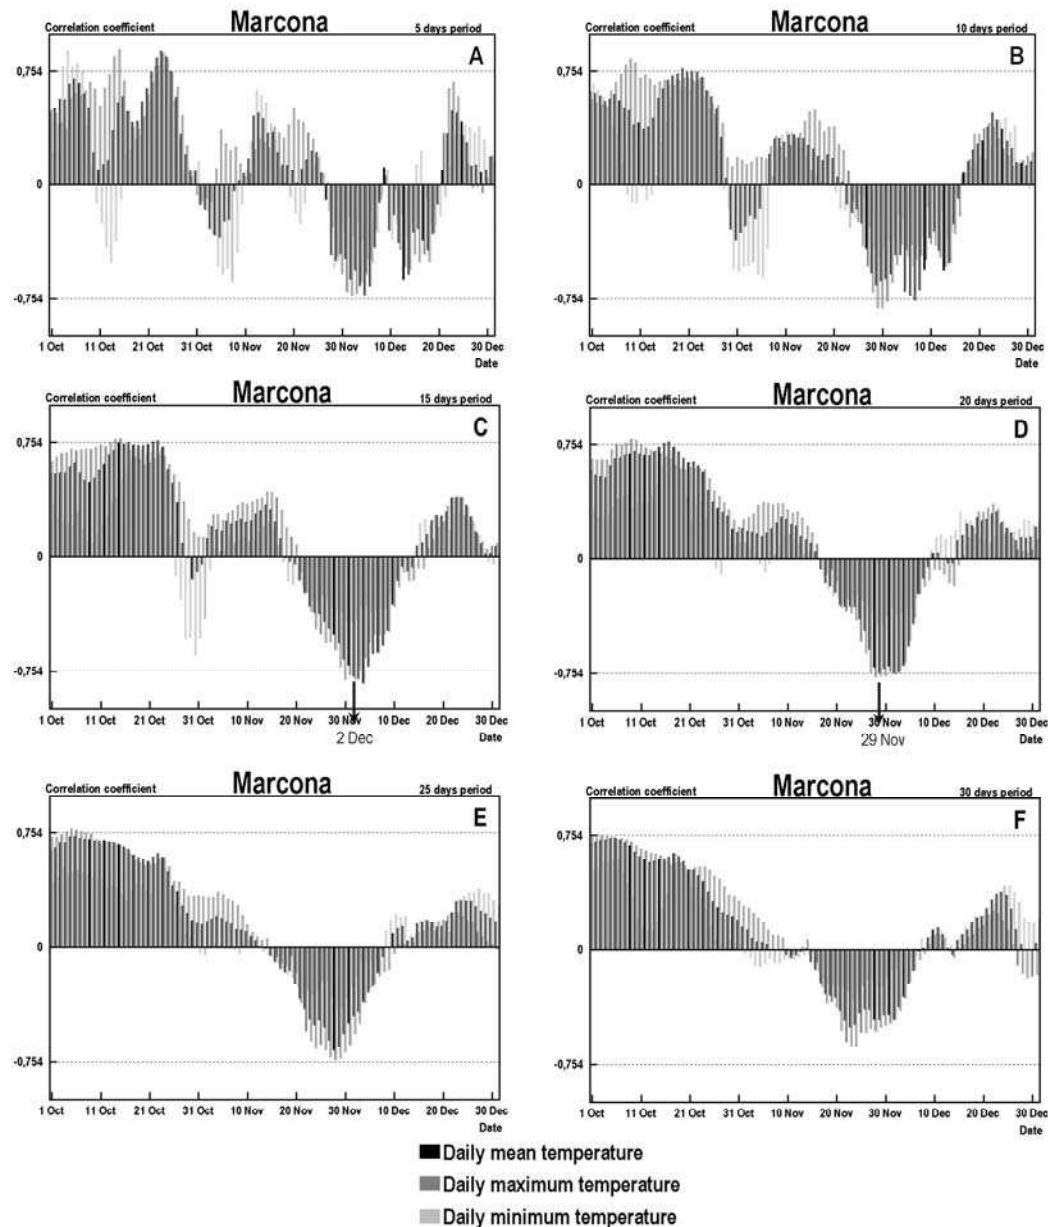 Marcona
Correlation coefficient
5 days period
A
0,754
0
-0,754
1 Oct 11 Oct 21 Oct 31 Oct 10 Nov 20 Nov 30 Nov 10 Dec 20 Dec 30 Dec
Date
Marcona
Correlation coefficient
10 days period
B
0,754
0
-0,754
1 Oct 11 Oct 21 Oct 31 Oct 10 Nov 20 Nov 30 Nov 10 Dec 20 Dec 30 Dec
Date
Marcona
Correlation coefficient
15 days period
C
0,754
0
-0,754
1 Oct 11 Oct 21 Oct 31 Oct 10 Nov 20 Nov 30 Nov 10 Dec 20 Dec 30 Dec
2 Dec
Date
Marcona
Correlation coefficient
20 days period
D
0,754
0
-0,754
1 Oct 11 Oct 21 Oct 31 Oct 10 Nov 20 Nov 30 Nov 10 Dec 20 Dec 30 Dec
29 Nov
Date
Marcona
Correlation coefficient
25 days period
E
0,754
0
-0,754
1 Oct 11 Oct 21 Oct 31 Oct 10 Nov 20 Nov 30 Nov 10 Dec 20 Dec 30 Dec
Date
Marcona
Correlation coefficient
30 days period
F
0,754
0
-0,754
1 Oct 11 Oct 21 Oct 31 Oct 10 Nov 20 Nov 30 Nov 10 Dec 20 Dec 30 Dec
Date
Daily mean temperature
Daily maximum temperature
Daily minimum temperature